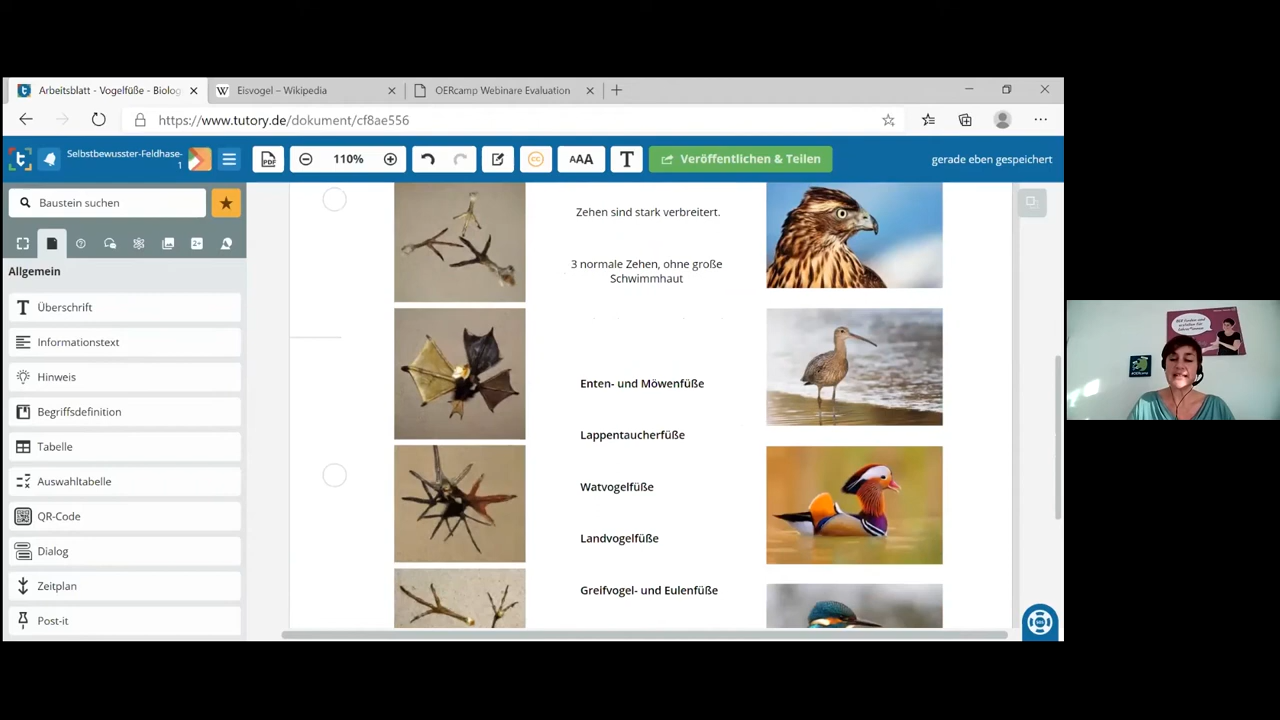 Arbeitsblatt - Vogelfüße - Biolog
Eisvogel – Wikipedia
OERcamp Webinare Evaluation
https://www.tutory.de/dokument/cf8ae556
Selbstbewusster-Feldhase-
1
PDF
110%
cc
AAA
T
Veröffentlichen & Teilen
gerade eben gespeichert
Baustein suchen
Allgemein
Überschrift
Informationstext
Hinweis
Begriffsdefinition
Tabelle
Auswahltabelle
QR-Code
Dialog
Zeitplan
Post-it
Zehen sind stark verbreitert.
3 normale Zehen, ohne große
Schwimmhaut
Enten- und Möwenfüße
Lappentaucherfüße
Watvogelfüße
Landvogelfüße
Greifvogel- und Eulenfüße